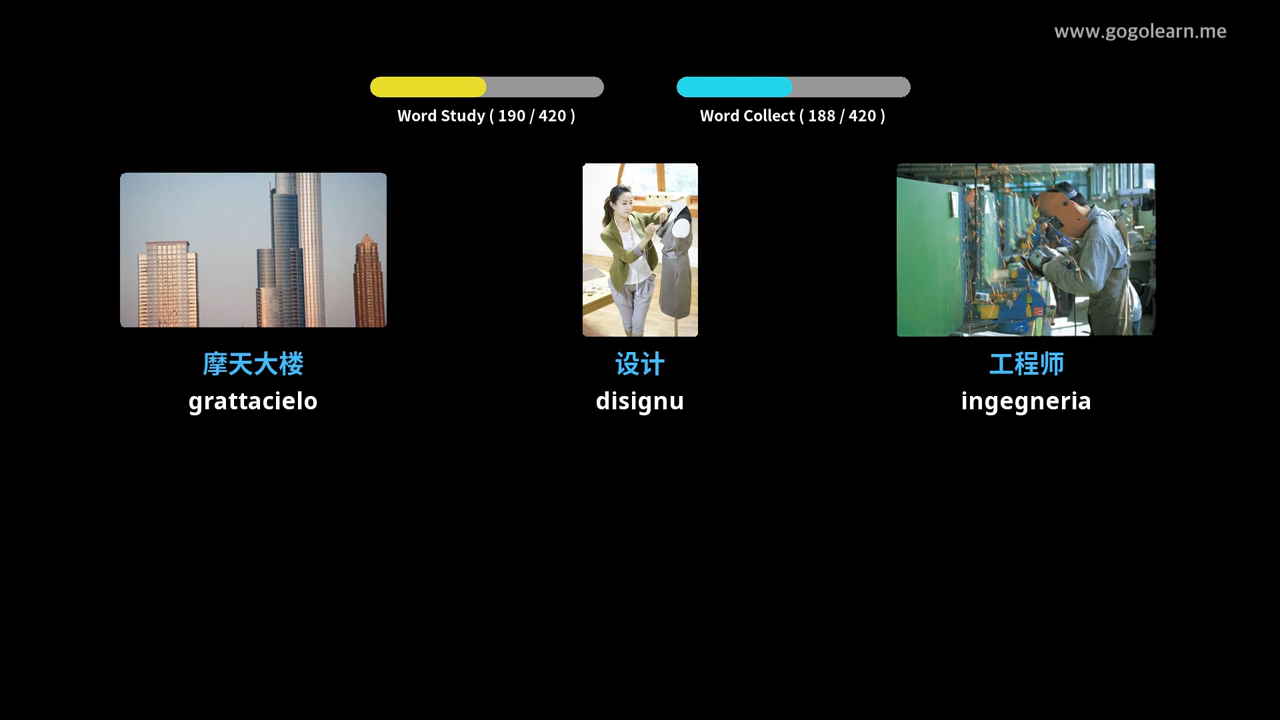 www.gogolearn.me
Word Study ( 190 / 420 )
Word Collect ( 188 / 420 )
摩天大楼
grattacielo
设计
disignu
工程师
ingegneria